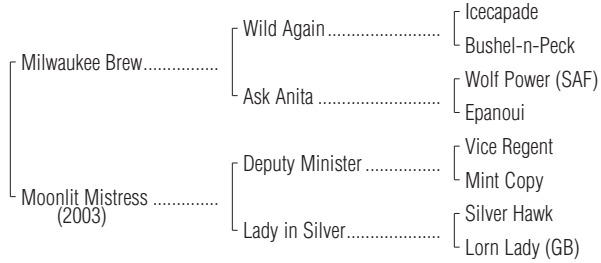 Icecapade
Wild Again
Bushel-n-Peck
Milwaukee Brew
Wolf Power (SAF)
Ask Anita
Epanoui
Vice Regent
Deputy Minister
Mint Copy
Moonlit Mistress
(2003)
Silver Hawk
Lady in Silver
Lorn Lady (GB)